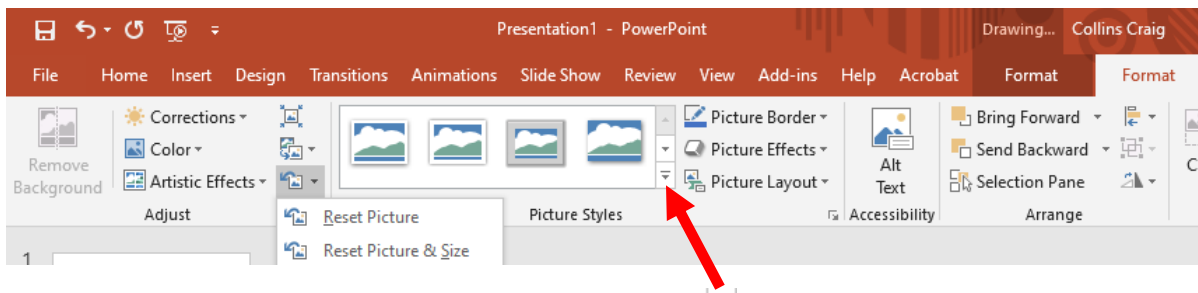 Presentation1 - PowerPoint
Drawing... Collins Craig
File Home Insert Design Transitions Animations Slide Show Review View Add-ins Help Acrobat Format Format
Remove
Background
Corrections
Color
Artistic Effects
Adjust
Reset Picture
Reset Picture & Size
Picture Styles
Picture Border
Picture Effects
Picture Layout
Alt
Text
Accessibility
Bring Forward
Send Backward
Selection Pane
Arrange
C
1